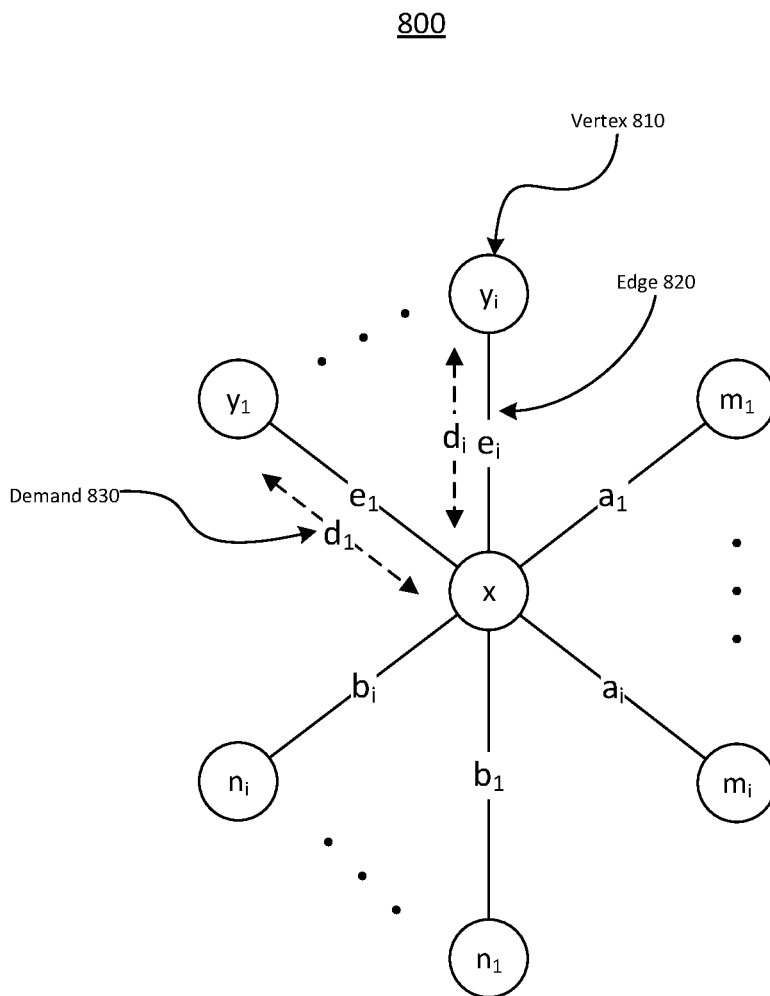 800
Vertex 810
Edge 820
yᵢ
y₁
m₁
dᵢ
eᵢ
e₁
a₁
Demand 830
d₁
x
bᵢ
aᵢ
nᵢ
b₁
mᵢ
n₁